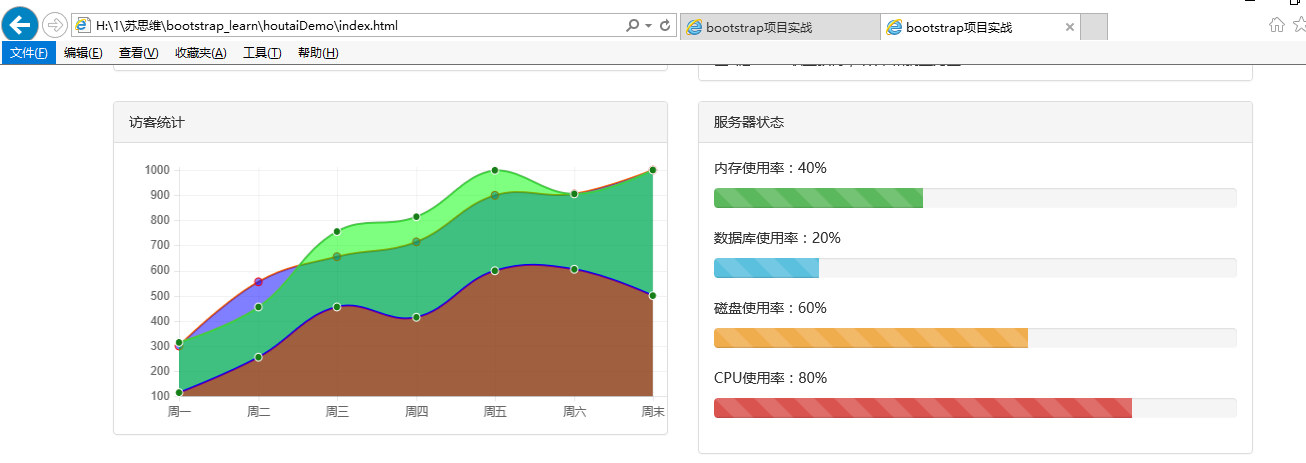 H:\1\苏思维\bootstrap_learn\houtaiDemo\index.html
bootstrap项目实战
bootstrap项目实战
文件(F) 编辑(E) 查看(V) 收藏夹(A) 工具(T) 帮助(H)
访客统计
1000
900
800
700
600
500
400
300
200
100
周一 周二 周三 周四 周五 周六 周末
服务器状态
内存使用率：40%
数据库使用率：20%
磁盘使用率：60%
CPU使用率：80%